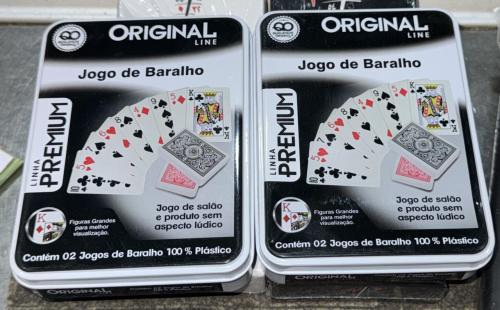 ORIGINAL
LINE
Jogo de Baralho
LINHA
PREMIUM
Jogo de salão
e produto sem
aspecto lúdico
Figuras Grandes
para melhor
visualização.
Contém 02 Jogos de Baralho 100 % Plástico
ORIGINAL
LINE
Jogo de Baralho
LINHA
PREMIUM
Jogo de salão
e produto sem
aspecto lúdico
Figuras Grandes
para melhor
visualização.
Contém 02 Jogos de Baralho 100 % Plástico